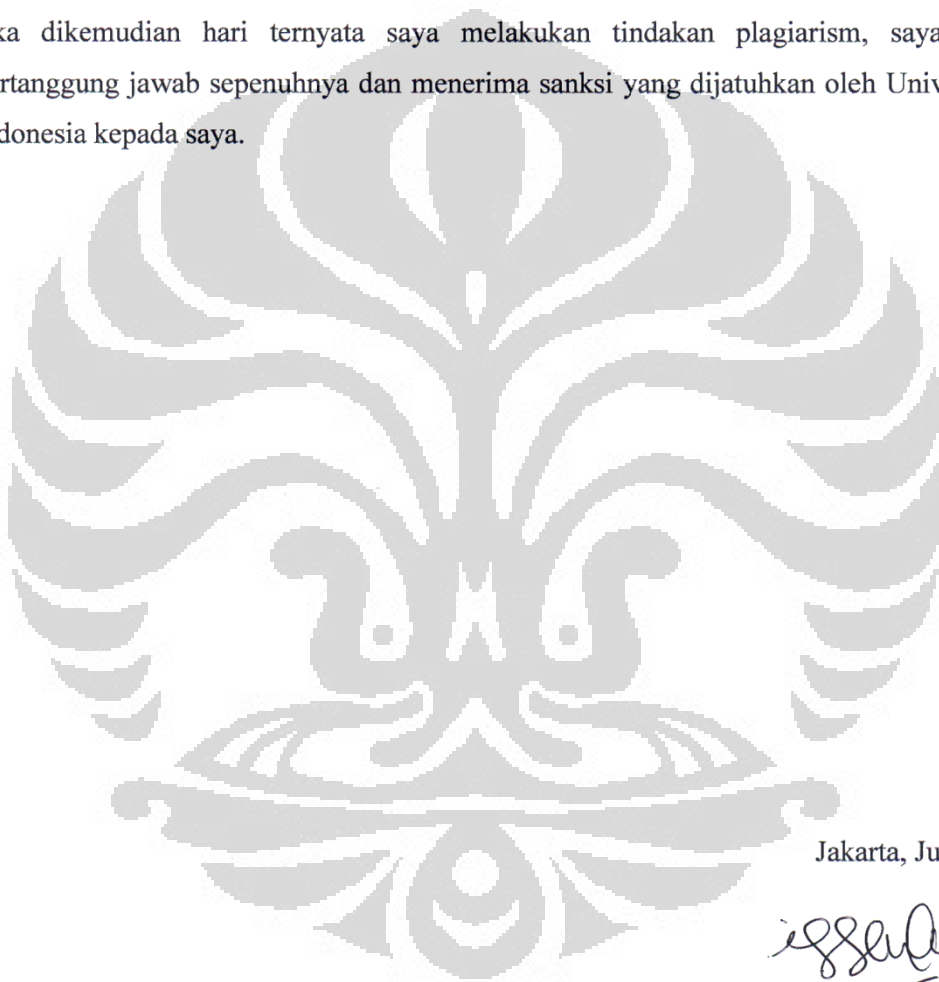 ka dikemudian hari ternyata saya melakukan tindakan plagiarism, saya
rtanggung jawab sepenuhnya dan menerima sanksi yang dijatuhkan oleh Univ
donesia kepada saya.
Jakarta, Ju